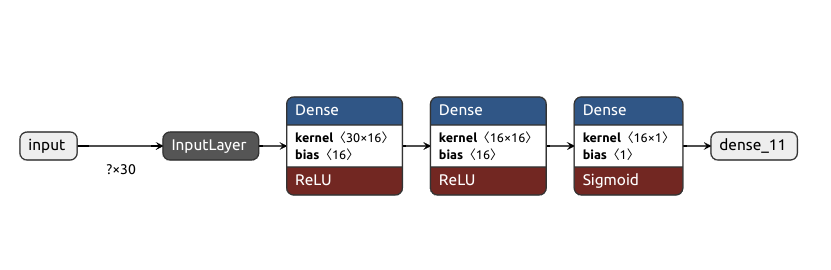 input
?×30
InputLayer
Dense
kernel〈30×16〉
bias〈16〉
ReLU
Dense
kernel〈16×16〉
bias〈16〉
ReLU
Dense
kernel〈16×1〉
bias〈1〉
Sigmoid
dense_11